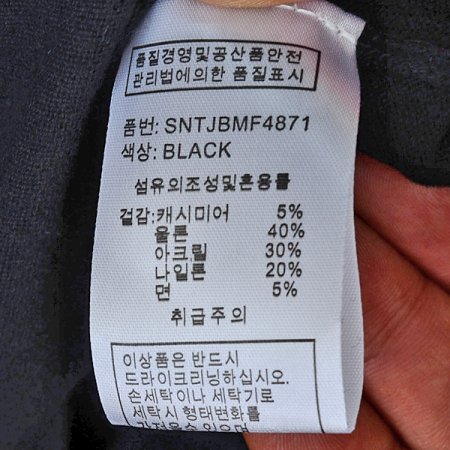 품질경영및공산품안전
관리법에의한 품질표시
품번: SNTJBMF4871
색상: BLACK
섬유의조성및혼용률
겉감:캐시미어 5%
울론 40%
아크릴 30%
나일론 20%
면 5%
취급주의
이상품은 반드시
드라이크리닝하십시오.
손세탁이나 세탁기로
세탁시 형태변화를